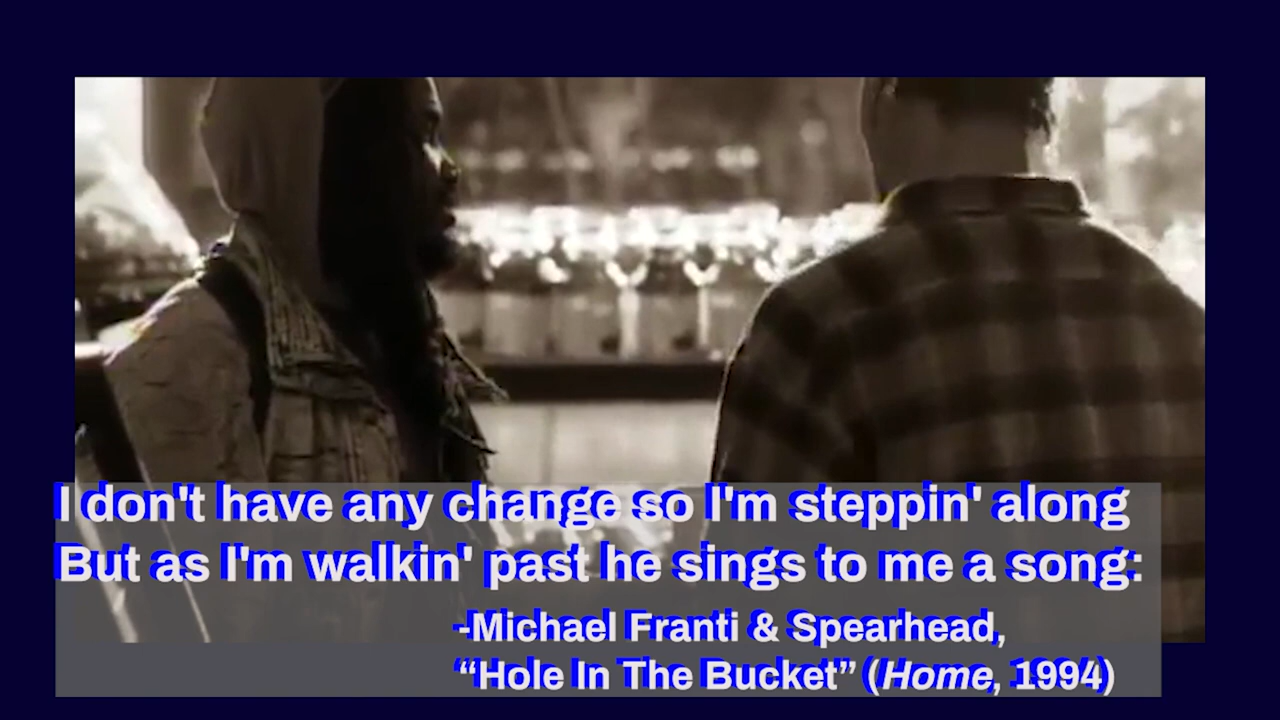 I don't have any change so I'm steppin' along
But as I'm walkin' past he sings to me a song:
-Michael Franti & Spearhead,
“Hole In The Bucket” (Home, 1994)